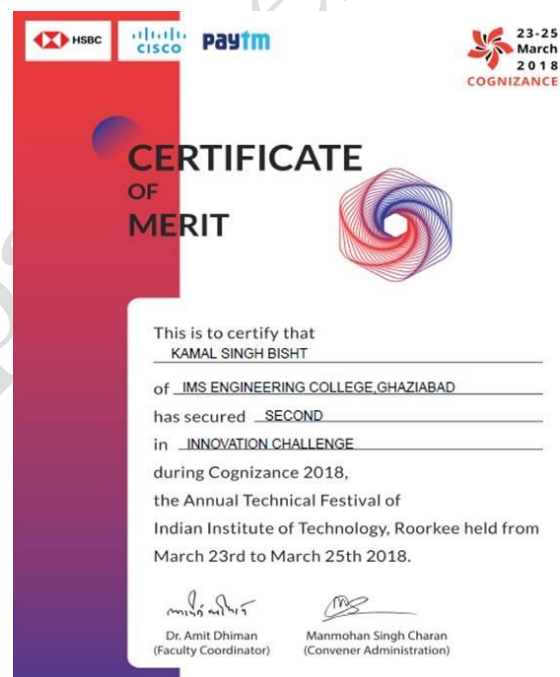 HSBC
CISCO
Paytm
23-25
March
2018
COGNIZANCE
CERTIFICATE
OF
MERIT
This is to certify that
KAMAL SINGH BISHT
of IMS ENGINEERING COLLEGE,GHAZIABAD
has secured SECOND
in INNOVATION CHALLENGE
during Cognizance 2018,
the Annual Technical Festival of
Indian Institute of Technology, Roorkee held from
March 23rd to March 25th 2018.
Dr. Amit Dhiman
(Faculty Coordinator)
Manmohan Singh Charan
(Convener Administration)